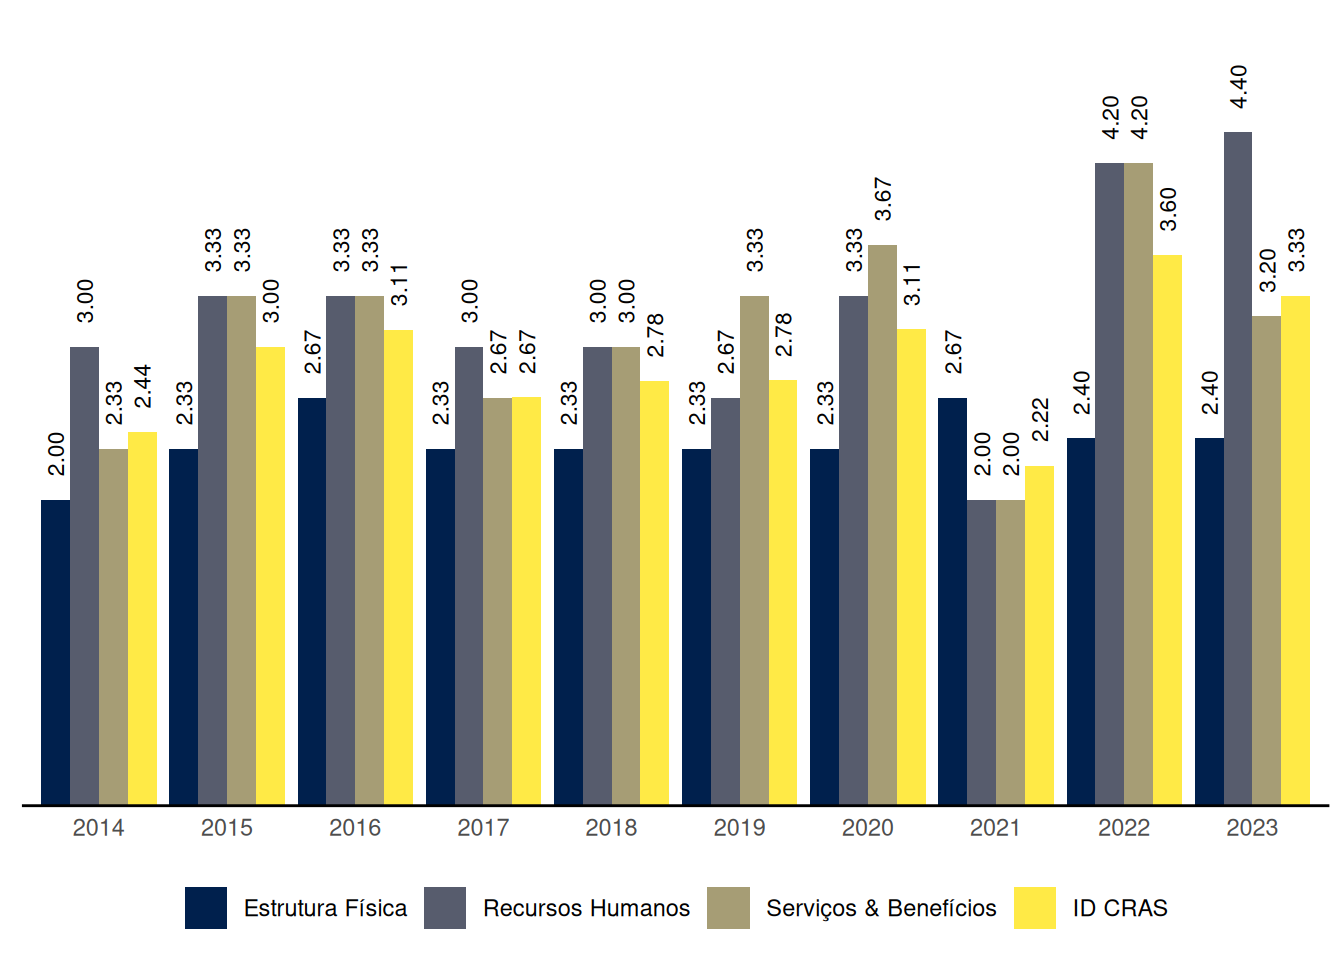 2.00 3.00 2.33 2.44 2.33 3.33 3.33 3.00 2.67 3.33 3.33 3.11 2.33 3.00 2.67 2.67 2.33 3.00 3.00 2.78 2.33 2.67 3.33 2.78 2.33 3.33 3.67 3.11 2.67 2.00 2.00 2.22 2.40 4.20 4.20 3.60 2.40 4.40 3.20 3.33
2014 2015 2016 2017 2018 2019 2020 2021 2022 2023
Estrutura Física Recursos Humanos Serviços & Benefícios ID CRAS